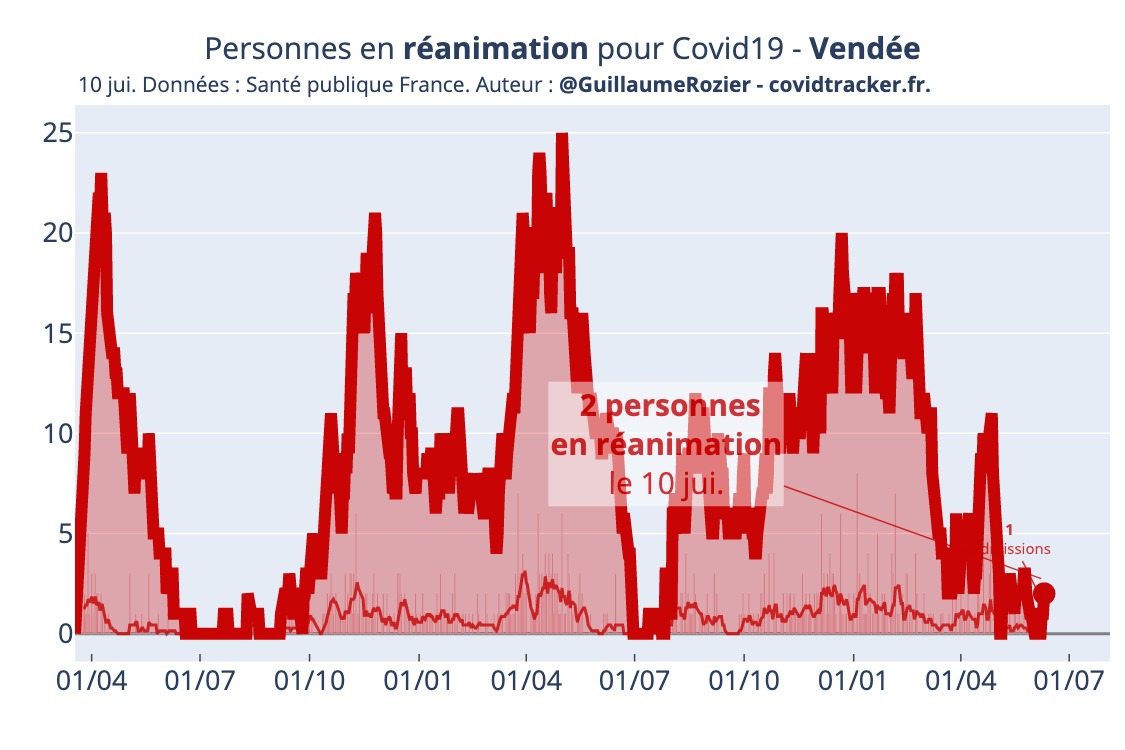 Personnes en réanimation pour Covid19 - Vendée
10 jui. Données : Santé publique France. Auteur : @GuillaumeRozier - covidtracker.fr.
25
20
15
10
5
0
2 personnes
en réanimation
le 10 jui.
1
admissions
01/04 01/07 01/10 01/01 01/04 01/07 01/10 01/01 01/04 01/07